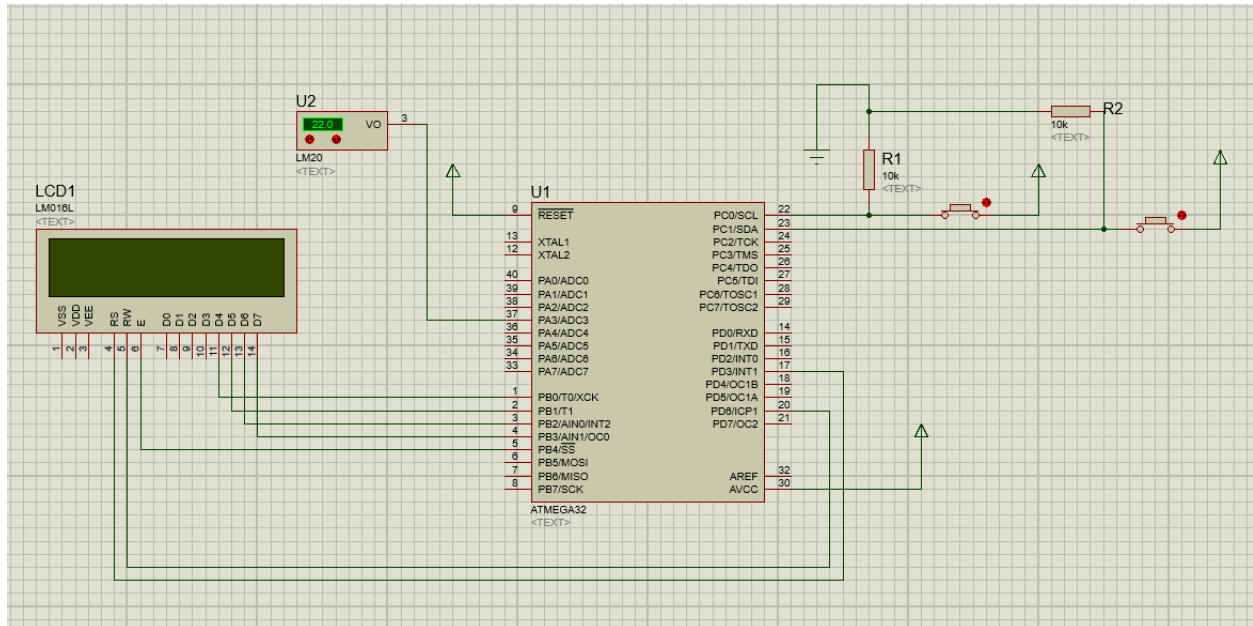 U2
22.0
VO
3
LM20
<TEXT>
LCD1
LM016L
<TEXT>
VSS
VDD
VEE
RS
RW
E
D0
D1
D2
D3
D4
D5
D6
D7
1
2
3
4
5
6
7
8
9
10
11
12
13
14
U1
9 RESET
13 XTAL1
12 XTAL2
40 PA0/ADC0
39 PA1/ADC1
38 PA2/ADC2
37 PA3/ADC3
36 PA4/ADC4
35 PA5/ADC5
34 PA6/ADC6
33 PA7/ADC7
1 PB0/T0/XCK
2 PB1/T1
3 PB2/AIN0/INT2
4 PB3/AIN1/OC0
5 PB4/SS
6 PB5/MOSI
7 PB6/MISO
8 PB7/SCK
PC0/SCL 22
PC1/SDA 23
PC2/TCK 24
PC3/TMS 25
PC4/TDO 26
PC5/TDI 27
PC6/TOSC1 28
PC7/TOSC2 29
PD0/RXD 14
PD1/TXD 15
PD2/INT0 16
PD3/INT1 17
PD4/OC1B 18
PD5/OC1A 19
PD6/ICP1 20
PD7/OC2 21
AREF 32
AVCC 30
ATMEGA32
<TEXT>
R1
10k
<TEXT>
R2
10k
<TEXT>